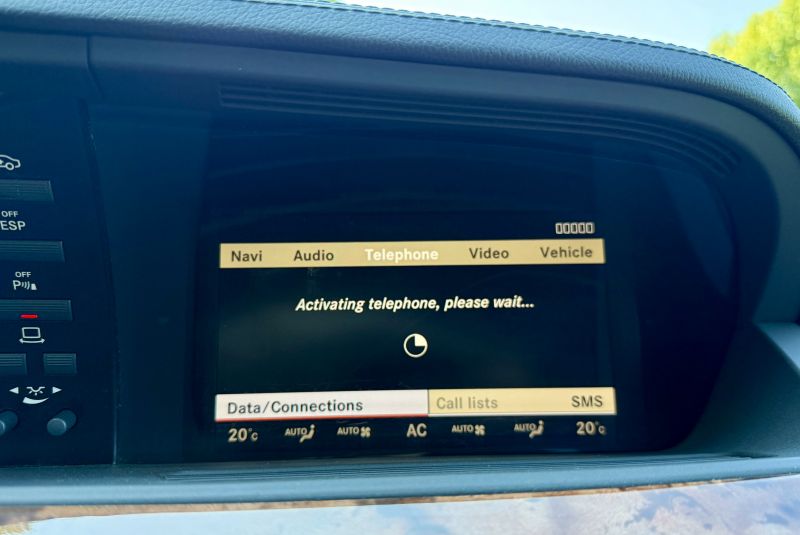 OFF
ESP
OFF
P
Navi Audio Telephone Video Vehicle
Activating telephone, please wait...
Data/Connections Call lists SMS
20°c AUTO AUTO AC AUTO AUTO 20°c